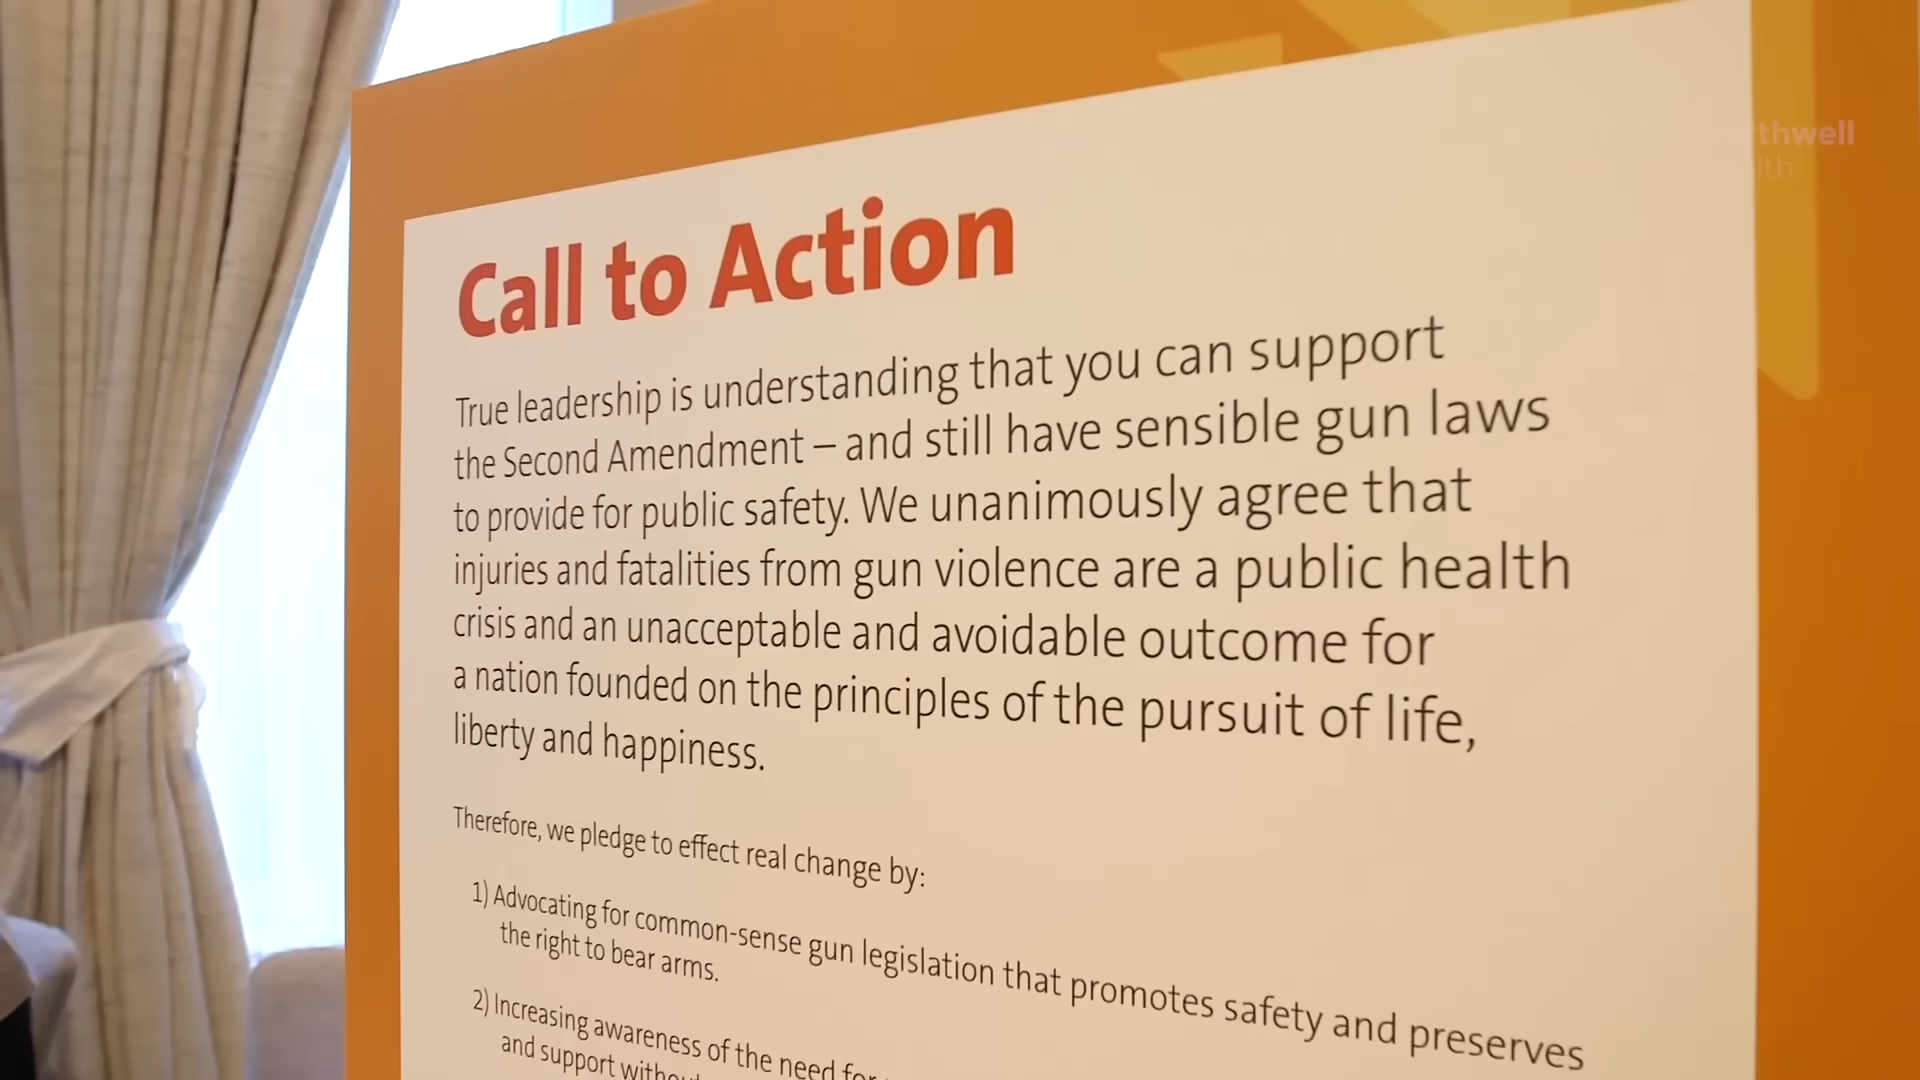 thwell
lth
Call to Action
True leadership is understanding that you can support
the Second Amendment – and still have sensible gun laws
to provide for public safety. We unanimously agree that
injuries and fatalities from gun violence are a public health
crisis and an unacceptable and avoidable outcome for
a nation founded on the principles of the pursuit of life,
liberty and happiness.
Therefore, we pledge to effect real change by:
1) Advocating for common-sense gun legislation that promotes safety and preserves
the right to bear arms.
2) Increasing awareness of the need for
and support